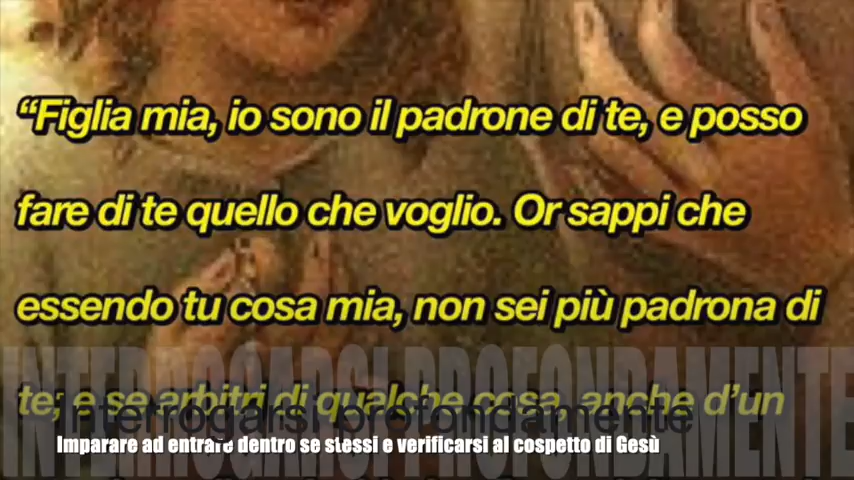 “Figlia mia, io sono il padrone di te, e posso
fare di te quello che voglio. Or sappi che
essendo tu cosa mia, non sei più padrona di
te; e se arbitri di qualche cosa, anche d’un
INTERROGARSI PROFONDAMENTE
Interrogarsi profondamente
Imparare ad entrare dentro se stessi e verificarsi al cospetto di Gesù